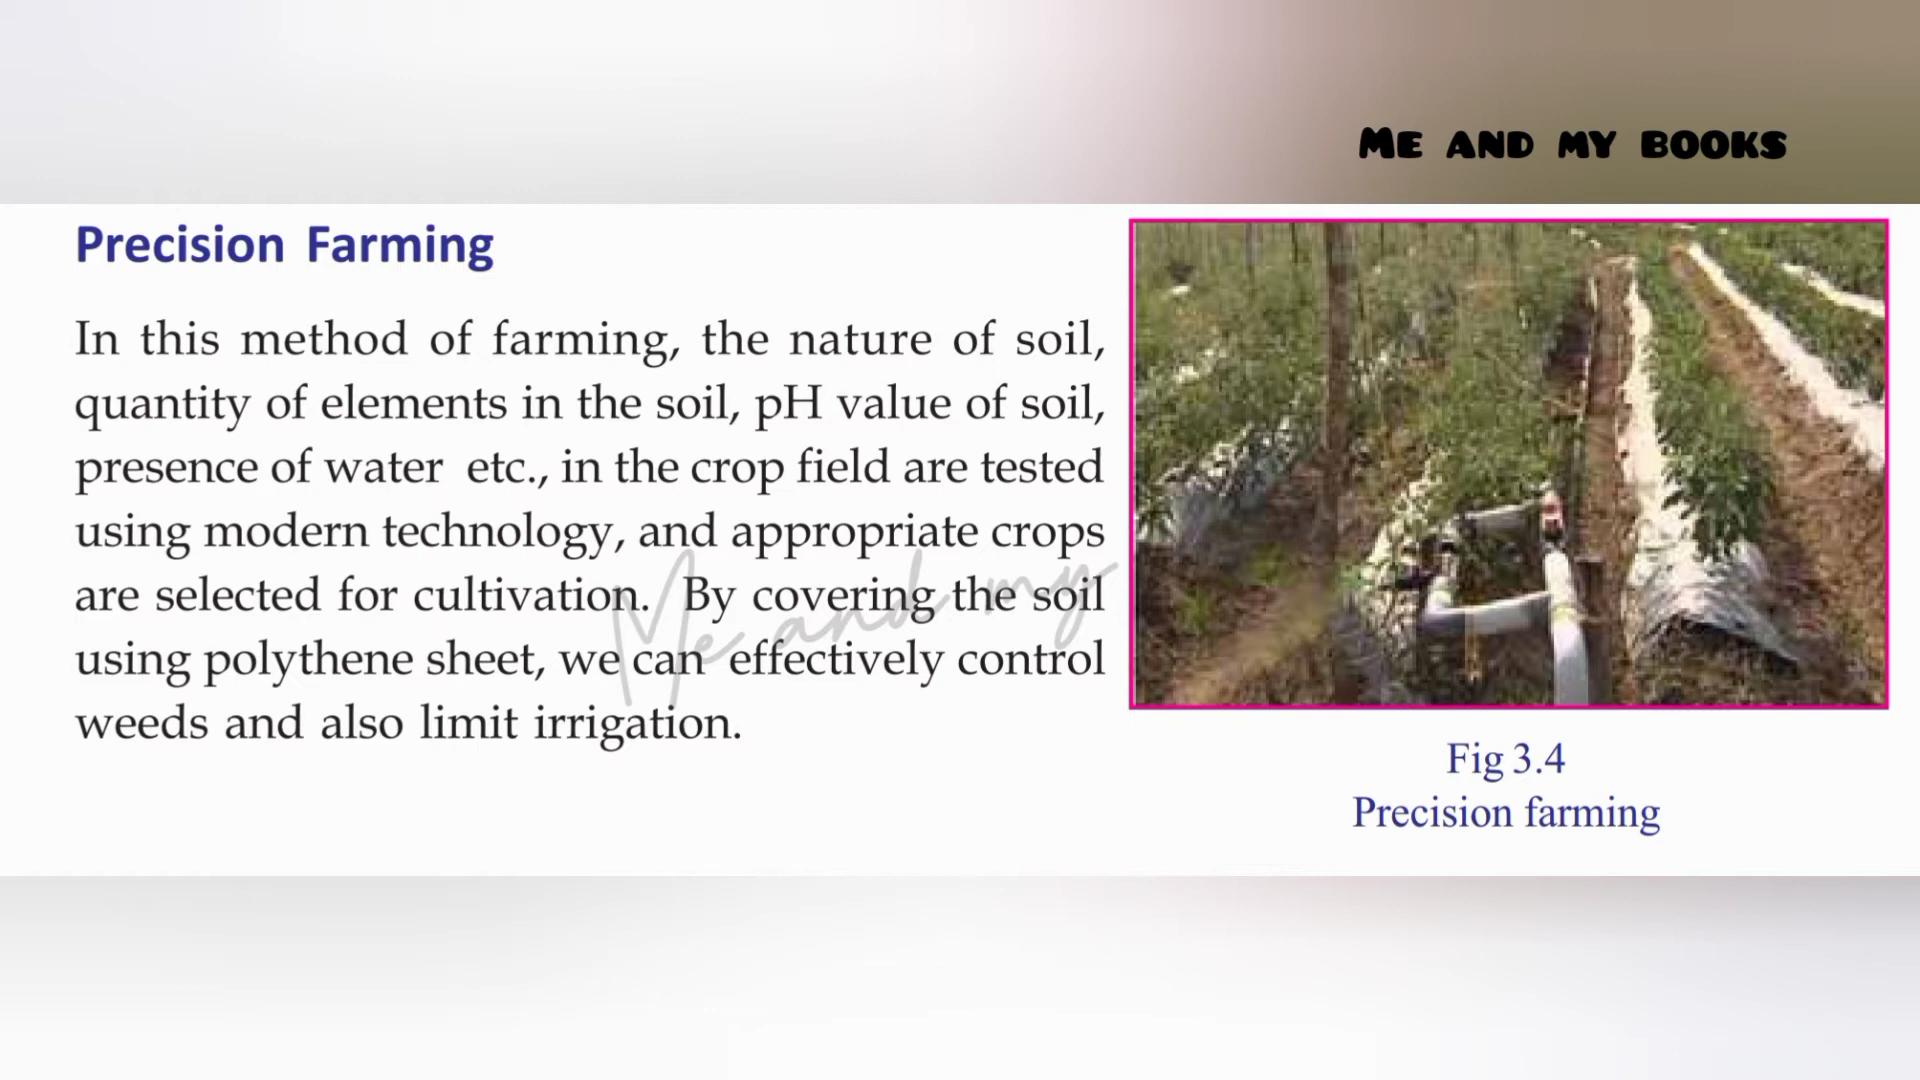 Me and my books
Precision Farming
In this method of farming, the nature of soil,
quantity of elements in the soil, pH value of soil,
presence of water etc., in the crop field are tested
using modern technology, and appropriate crops
are selected for cultivation. By covering the soil
using polythene sheet, we can effectively control
weeds and also limit irrigation.
Me and my
Fig 3.4
Precision farming